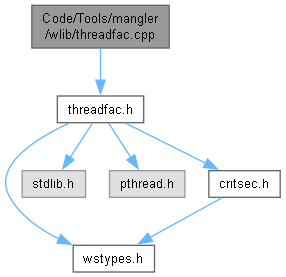 Code/Tools/mangler
/wlib/threadfac.cpp
threadfac.h
stdlib.h
pthread.h
critsec.h
wstypes.h